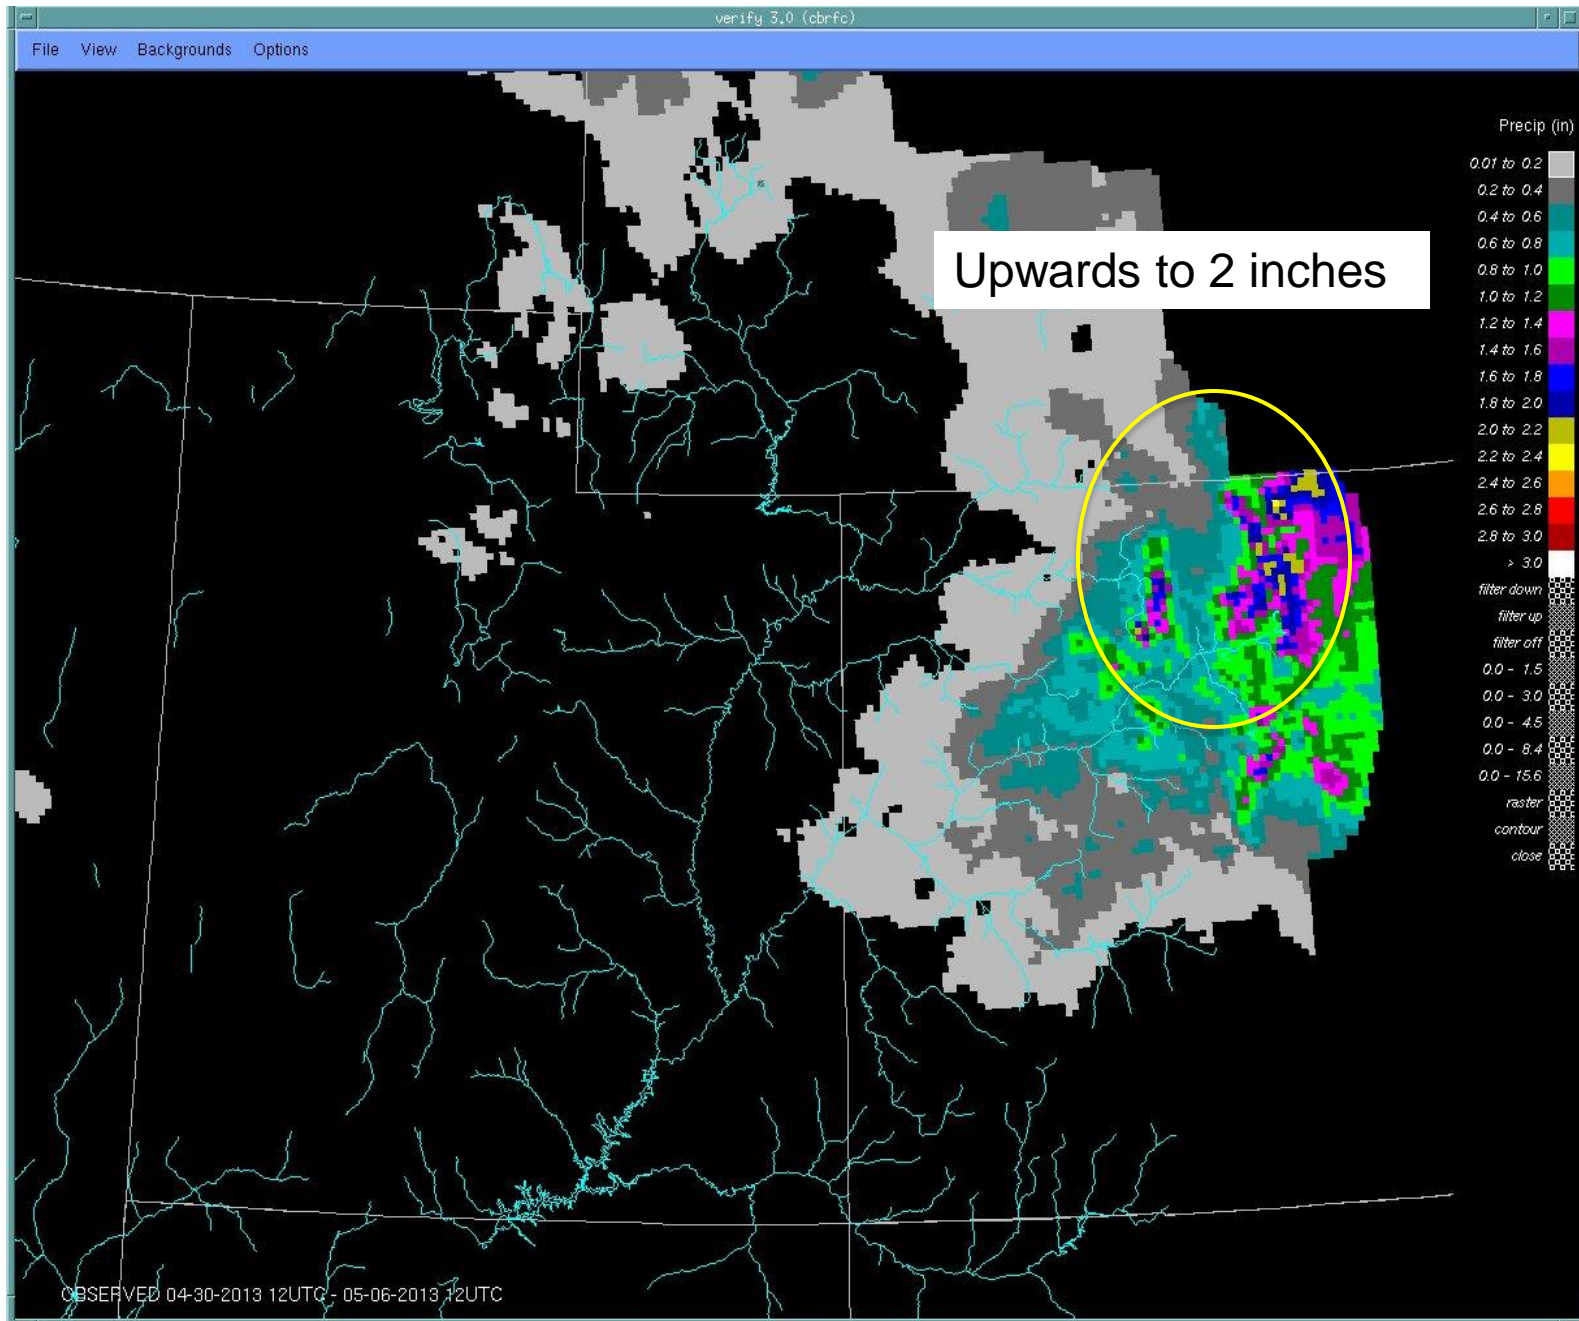 verify 3.0 (cbrfc)
File View Backgrounds Options
Precip (in)
0.01 to 0.2
0.2 to 0.4
0.4 to 0.6
0.6 to 0.8
0.8 to 1.0
1.0 to 1.2
1.2 to 1.4
1.4 to 1.6
1.6 to 1.8
1.8 to 2.0
2.0 to 2.2
2.2 to 2.4
2.4 to 2.6
2.6 to 2.8
2.8 to 3.0
> 3.0
filter down
filter up
filter off
0.0 - 1.5
0.0 - 3.0
0.0 - 4.5
0.0 - 8.4
0.0 - 15.6
raster
contour
close
Upwards to 2 inches
OBSERVED 04-30-2013 12UTC - 05-06-2013 12UTC